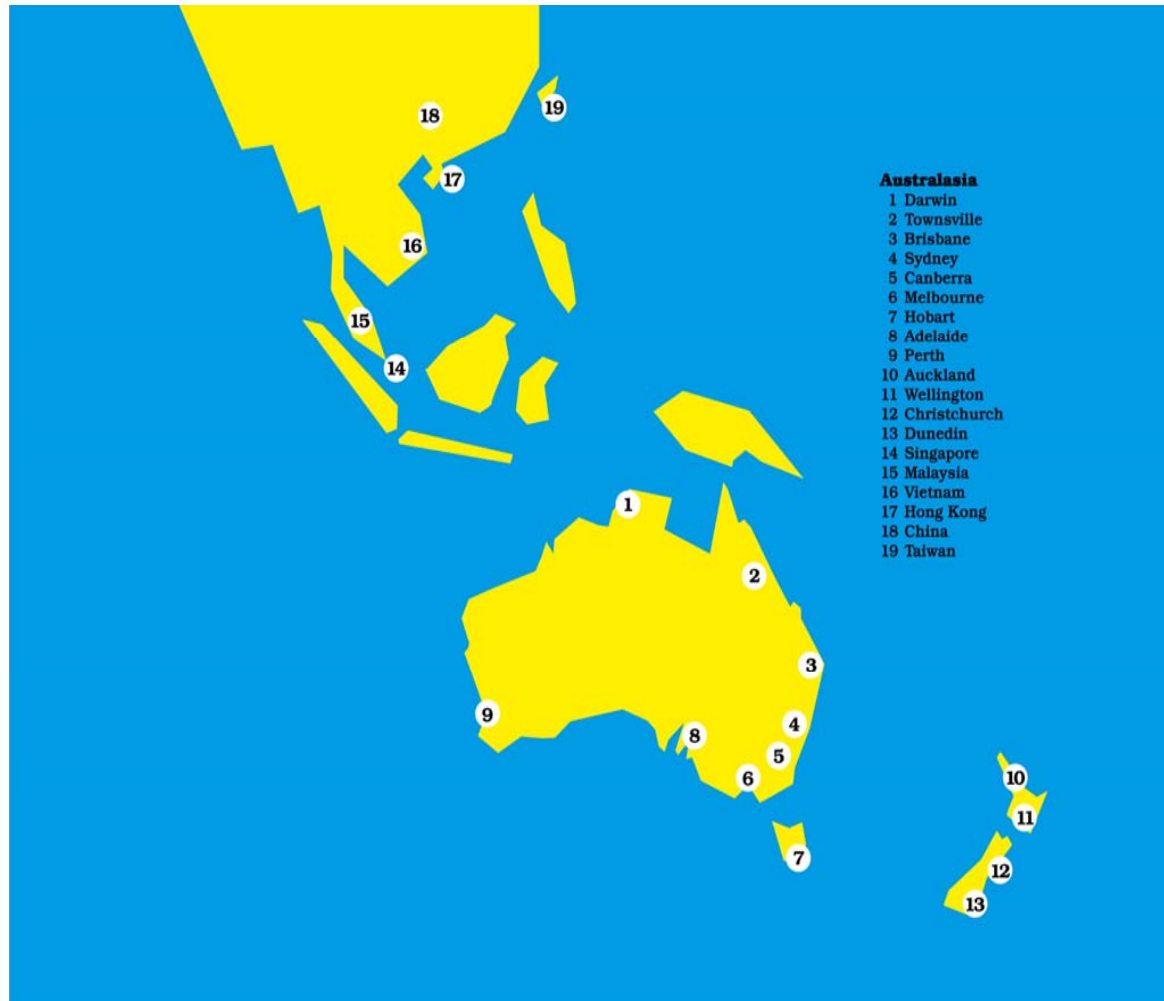 18
19
17
16
15
14
Australasia
1 Darwin
2 Townsville
3 Brisbane
4 Sydney
5 Canberra
6 Melbourne
7 Hobart
8 Adelaide
9 Perth
10 Auckland
11 Wellington
12 Christchurch
13 Dunedin
14 Singapore
15 Malaysia
16 Vietnam
17 Hong Kong
18 China
19 Taiwan
1
2
3
9
4
8
5
6
10
11
7
12
13